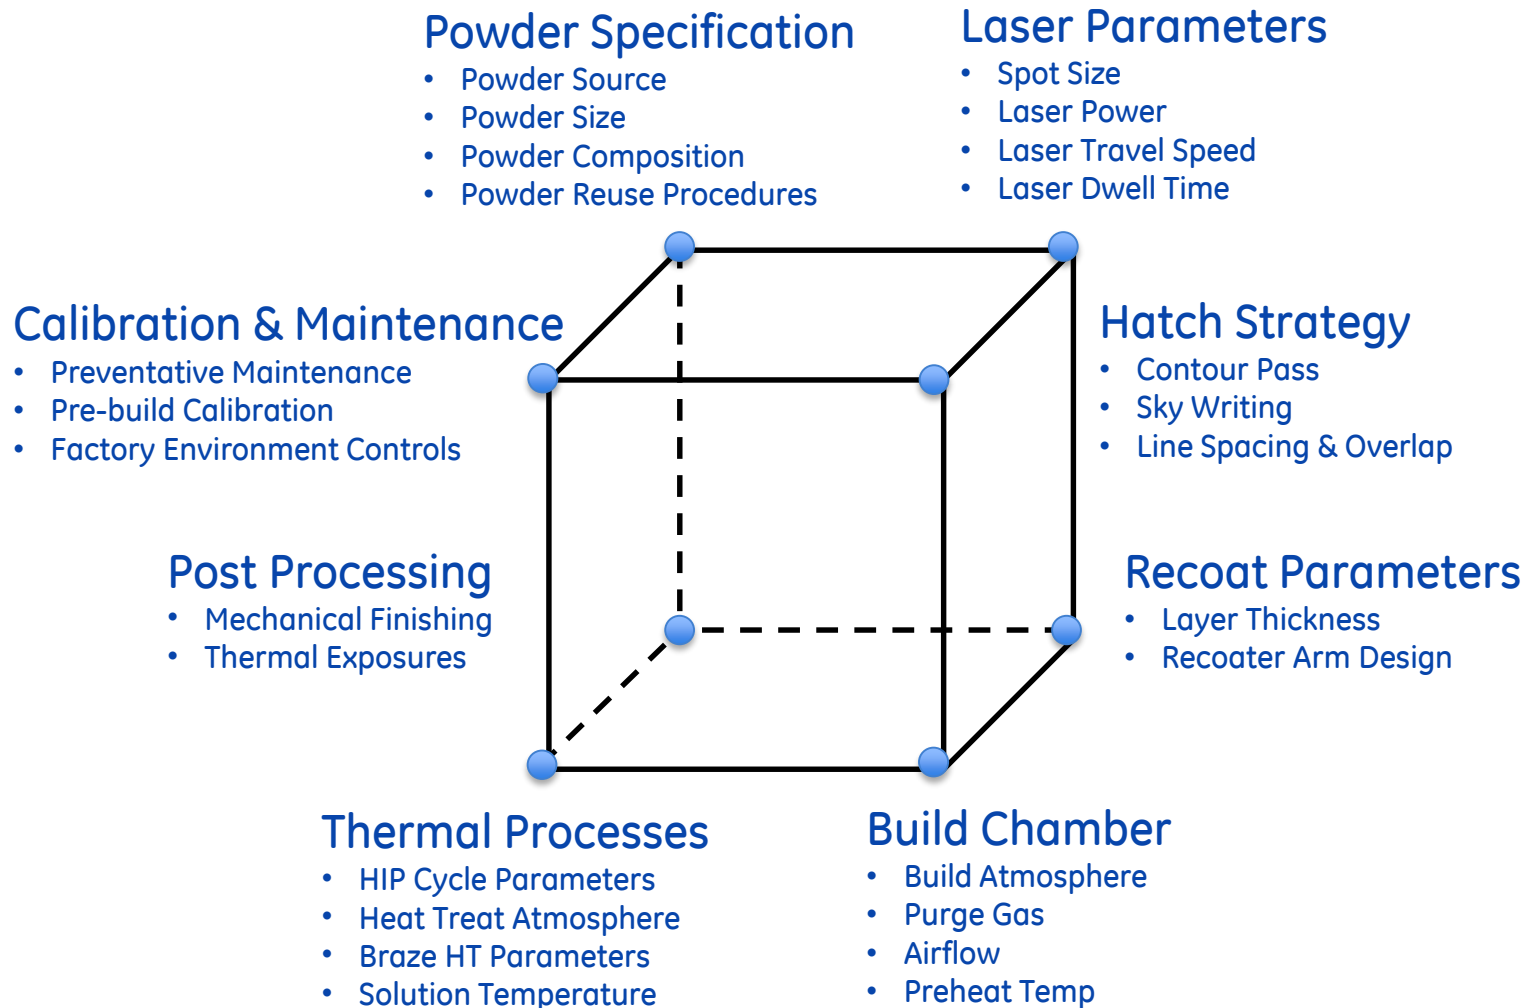 Powder Specification
• Powder Source
• Powder Size
• Powder Composition
• Powder Reuse Procedures
Laser Parameters
• Spot Size
• Laser Power
• Laser Travel Speed
• Laser Dwell Time
Calibration & Maintenance
• Preventative Maintenance
• Pre-build Calibration
• Factory Environment Controls
Hatch Strategy
• Contour Pass
• Sky Writing
• Line Spacing & Overlap
Post Processing
• Mechanical Finishing
• Thermal Exposures
Recoat Parameters
• Layer Thickness
• Recoater Arm Design
Thermal Processes
• HIP Cycle Parameters
• Heat Treat Atmosphere
• Braze HT Parameters
• Solution Temperature
Build Chamber
• Build Atmosphere
• Purge Gas
• Airflow
• Preheat Temp